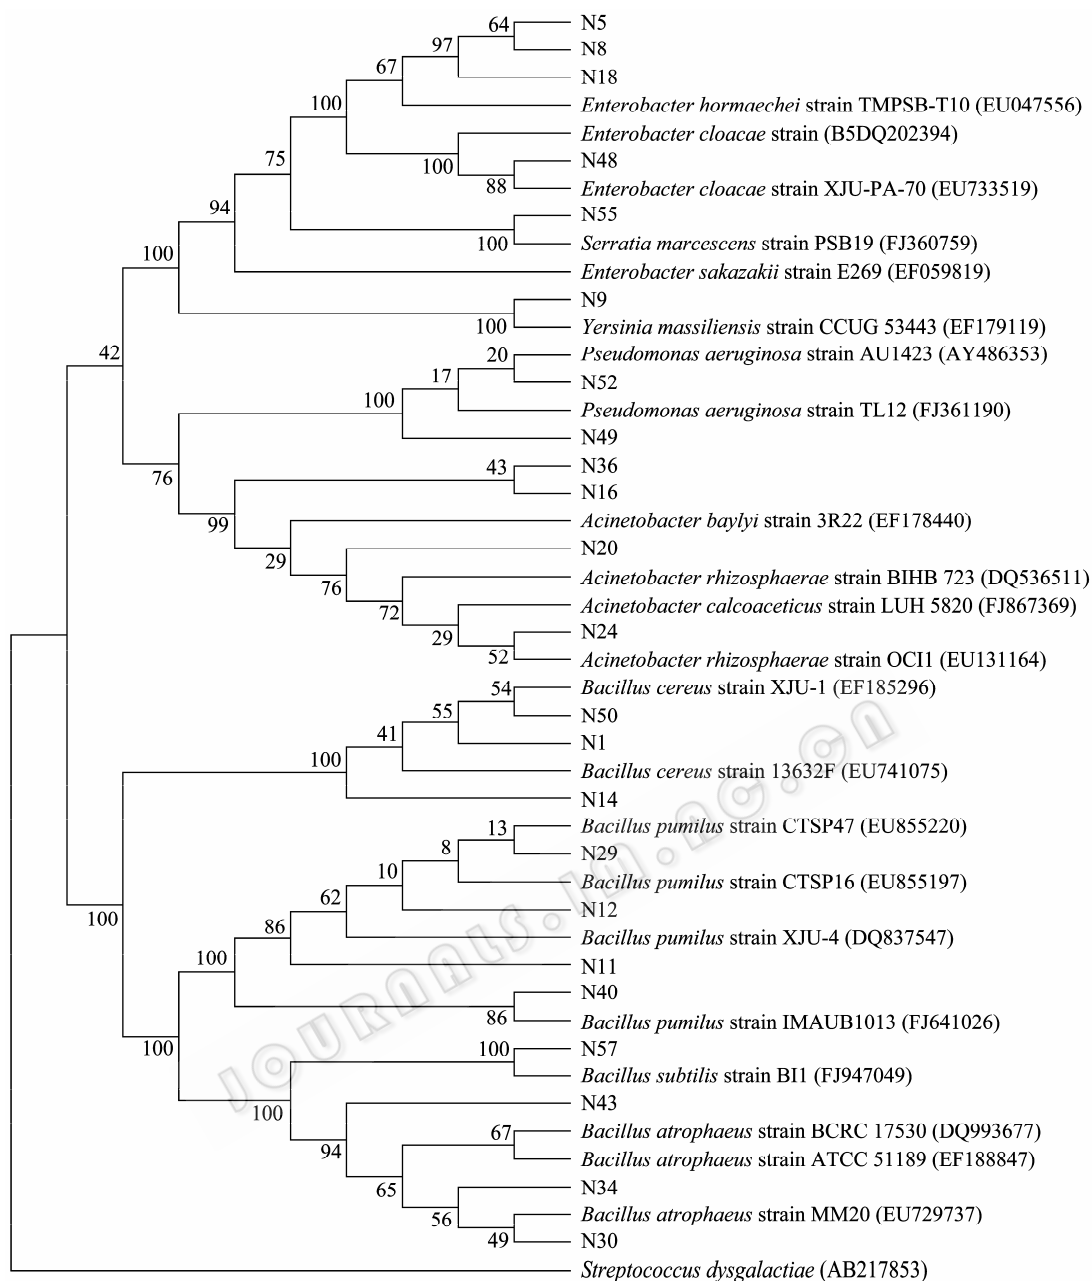 64 N5
97 N8
67 N18
100 Enterobacter hormaechei strain TMPSB-T10 (EU047556)
Enterobacter cloacae strain (B5DQ202394)
75 100 N48
88 Enterobacter cloacae strain XJU-PA-70 (EU733519)
94 N55
100 Serratia marcescens strain PSB19 (FJ360759)
100 Enterobacter sakazakii strain E269 (EF059819)
N9
100 Yersinia massiliensis strain CCUG 53443 (EF179119)
42 20 Pseudomonas aeruginosa strain AU1423 (AY486353)
17 N52
100 Pseudomonas aeruginosa strain TL12 (FJ361190)
N49
76 43 N36
N16
99 Acinetobacter baylyi strain 3R22 (EF178440)
29 N20
76 Acinetobacter rhizosphaerae strain BIHB 723 (DQ536511)
72 Acinetobacter calcoaceticus strain LUH 5820 (FJ867369)
29 N24
52 Acinetobacter rhizosphaerae strain OCI1 (EU131164)
54 Bacillus cereus strain XJU-1 (EF185296)
55 N50
41 N1
100 Bacillus cereus strain 13632F (EU741075)
N14
13 Bacillus pumilus strain CTSP47 (EU855220)
8 N29
10 Bacillus pumilus strain CTSP16 (EU855197)
62 N12
100 86 Bacillus pumilus strain XJU-4 (DQ837547)
100 N11
N40
86 Bacillus pumilus strain IMAUB1013 (FJ641026)
100 100 N57
Bacillus subtilis strain BI1 (FJ947049)
100 N43
67 Bacillus atrophaeus strain BCRC 17530 (DQ993677)
94 Bacillus atrophaeus strain ATCC 51189 (EF188847)
65 N34
56 Bacillus atrophaeus strain MM20 (EU729737)
49 N30
Streptococcus dysgalactiae (AB217853)
JOURNALS.IM.AC.CN